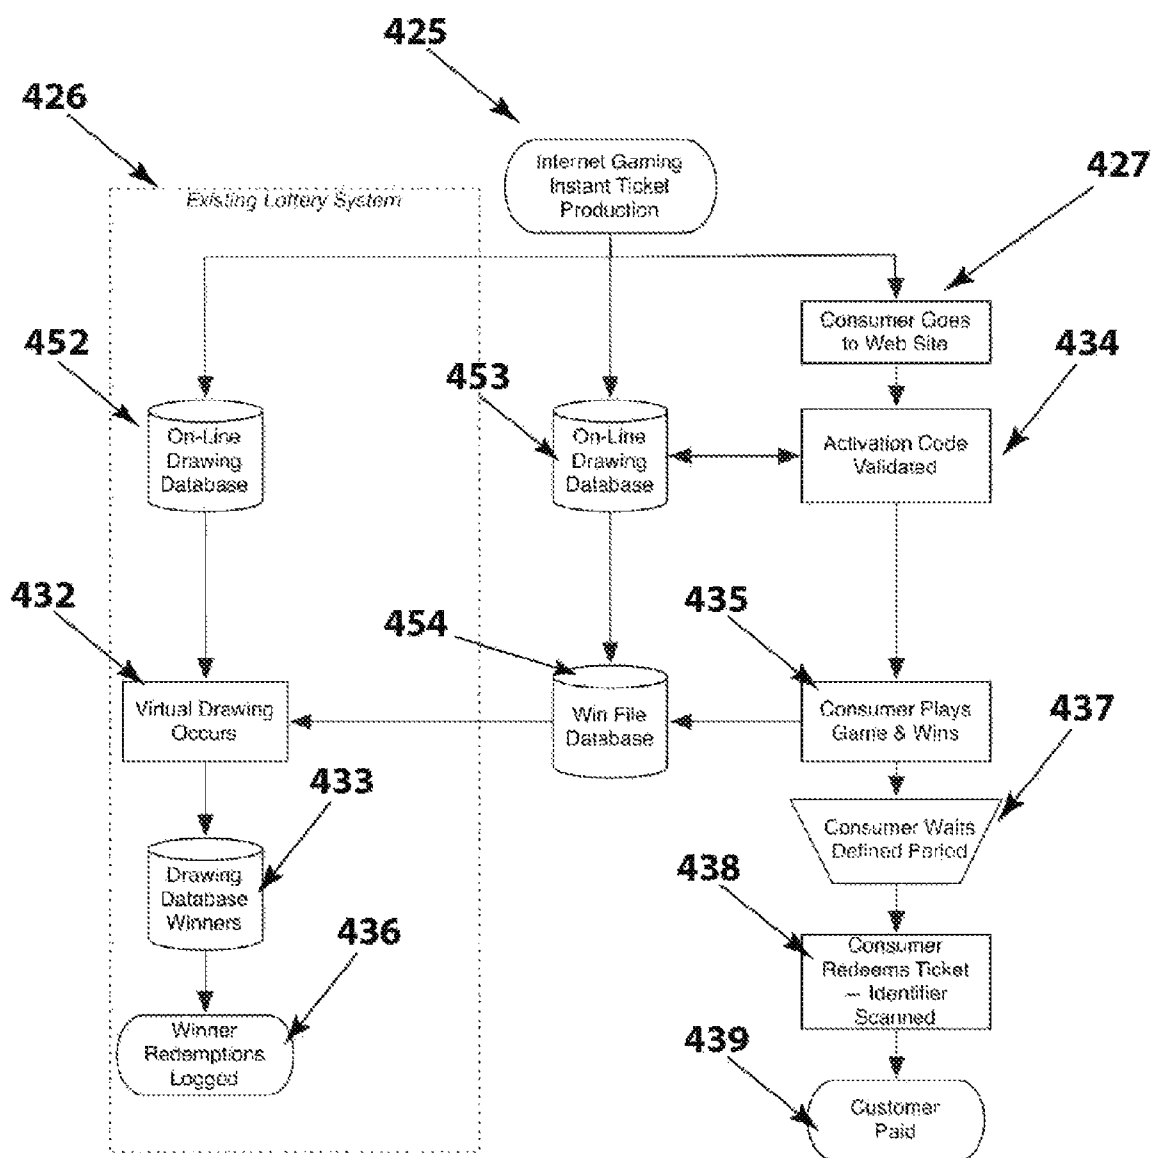 425
426
Internet Gaming
Instant Ticket
Production
427
Existing Lottery System
Consumer Goes
to Web Site
452
453
434
On-Line
Drawing
Database
On-Line
Drawing
Database
Activation Code
Validated
432
454
435
437
Virtual Drawing
Occurs
Win File
Database
Consumer Plays
Game & Wins
433
Consumer Waits
Defined Period
438
Drawing
Database
Winners
436
Consumer
Redeems Ticket
– Identifier
Scanned
Winner
Redemptions
Logged
439
Customer
Paid